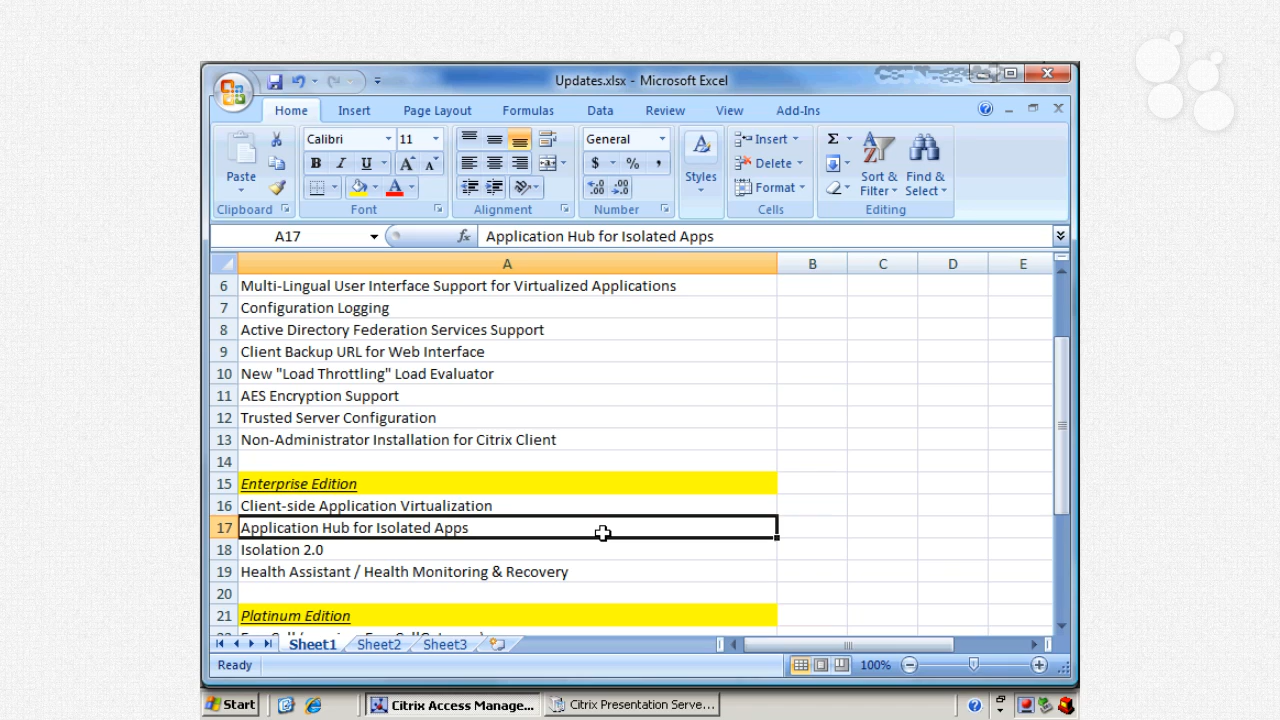 Updates.xlsx - Microsoft Excel
Home Insert Page Layout Formulas Data Review View Add-Ins
Calibri 11 General Insert Σ
B I U A A $ % , Delete
Paste Styles Format Sort & Filter Find & Select
Clipboard Font Alignment Number Cells Editing
A17 fx Application Hub for Isolated Apps
A B C D E
6 Multi-Lingual User Interface Support for Virtualized Applications
7 Configuration Logging
8 Active Directory Federation Services Support
9 Client Backup URL for Web Interface
10 New "Load Throttling" Load Evaluator
11 AES Encryption Support
12 Trusted Server Configuration
13 Non-Administrator Installation for Citrix Client
14
15 Enterprise Edition
16 Client-side Application Virtualization
17 Application Hub for Isolated Apps
18 Isolation 2.0
19 Health Assistant / Health Monitoring & Recovery
20
21 Platinum Edition
Sheet1 Sheet2 Sheet3
Ready 100%
Start Citrix Access Manage... Citrix Presentation Serve...